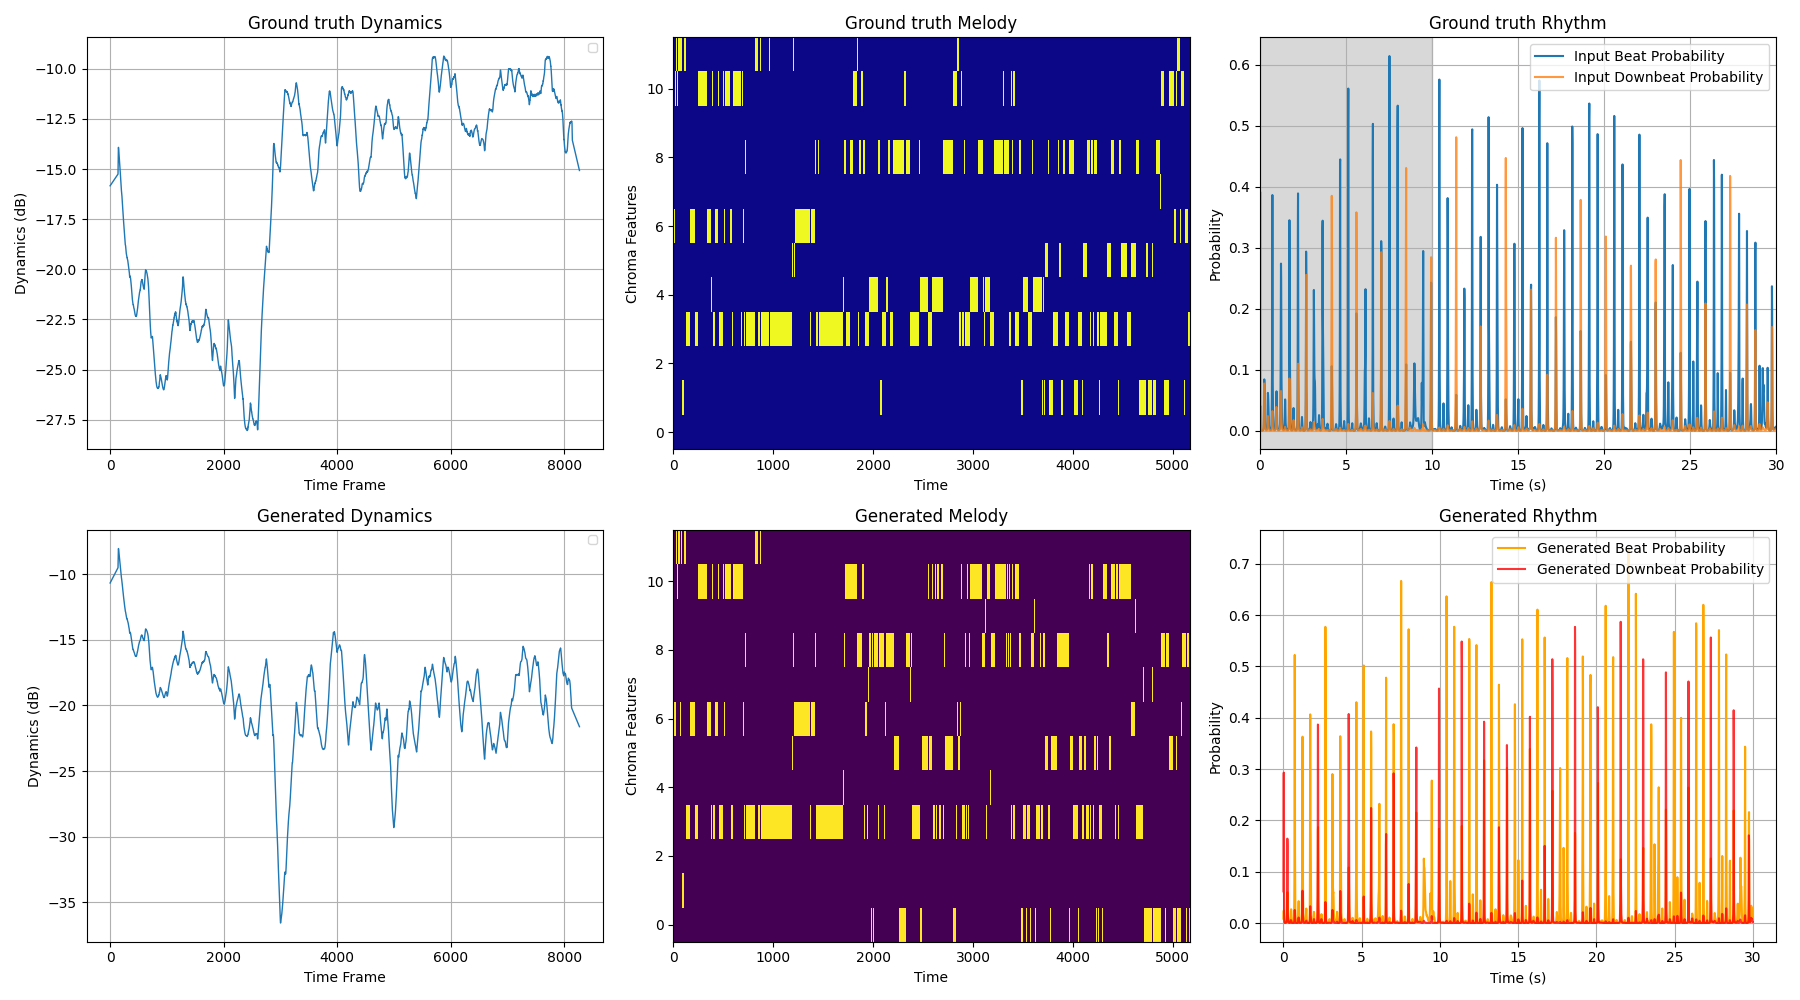 Ground truth Dynamics
Dynamics (dB)
−10.0
−12.5
−15.0
−17.5
−20.0
−22.5
−25.0
−27.5
0 2000 4000 6000 8000
Time Frame
Ground truth Melody
Chroma Features
10
8
6
4
2
0
0 1000 2000 3000 4000 5000
Time
Ground truth Rhythm
Input Beat Probability
Input Downbeat Probability
Probability
0.6
0.5
0.4
0.3
0.2
0.1
0.0
0 5 10 15 20 25 30
Time (s)
Generated Dynamics
Dynamics (dB)
−10
−15
−20
−25
−30
−35
0 2000 4000 6000 8000
Time Frame
Generated Melody
Chroma Features
10
8
6
4
2
0
0 1000 2000 3000 4000 5000
Time
Generated Rhythm
Generated Beat Probability
Generated Downbeat Probability
Probability
0.7
0.6
0.5
0.4
0.3
0.2
0.1
0.0
0 5 10 15 20 25 30
Time (s)